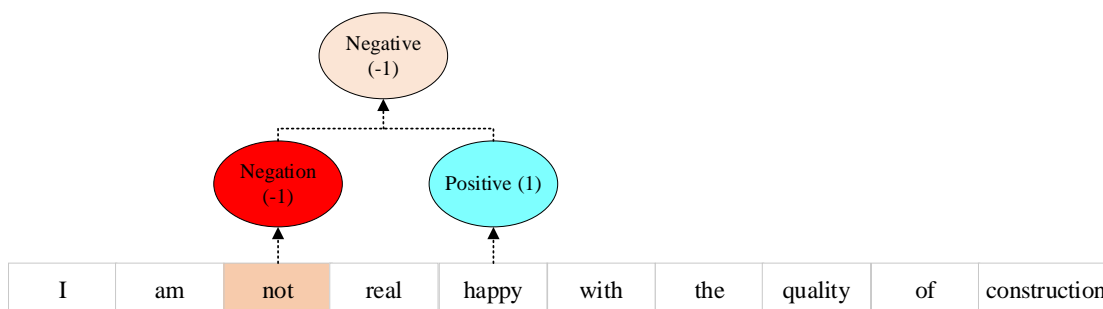 Negative
(-1)
Negation
(-1)
Positive (1)
I am not real happy with the quality of construction